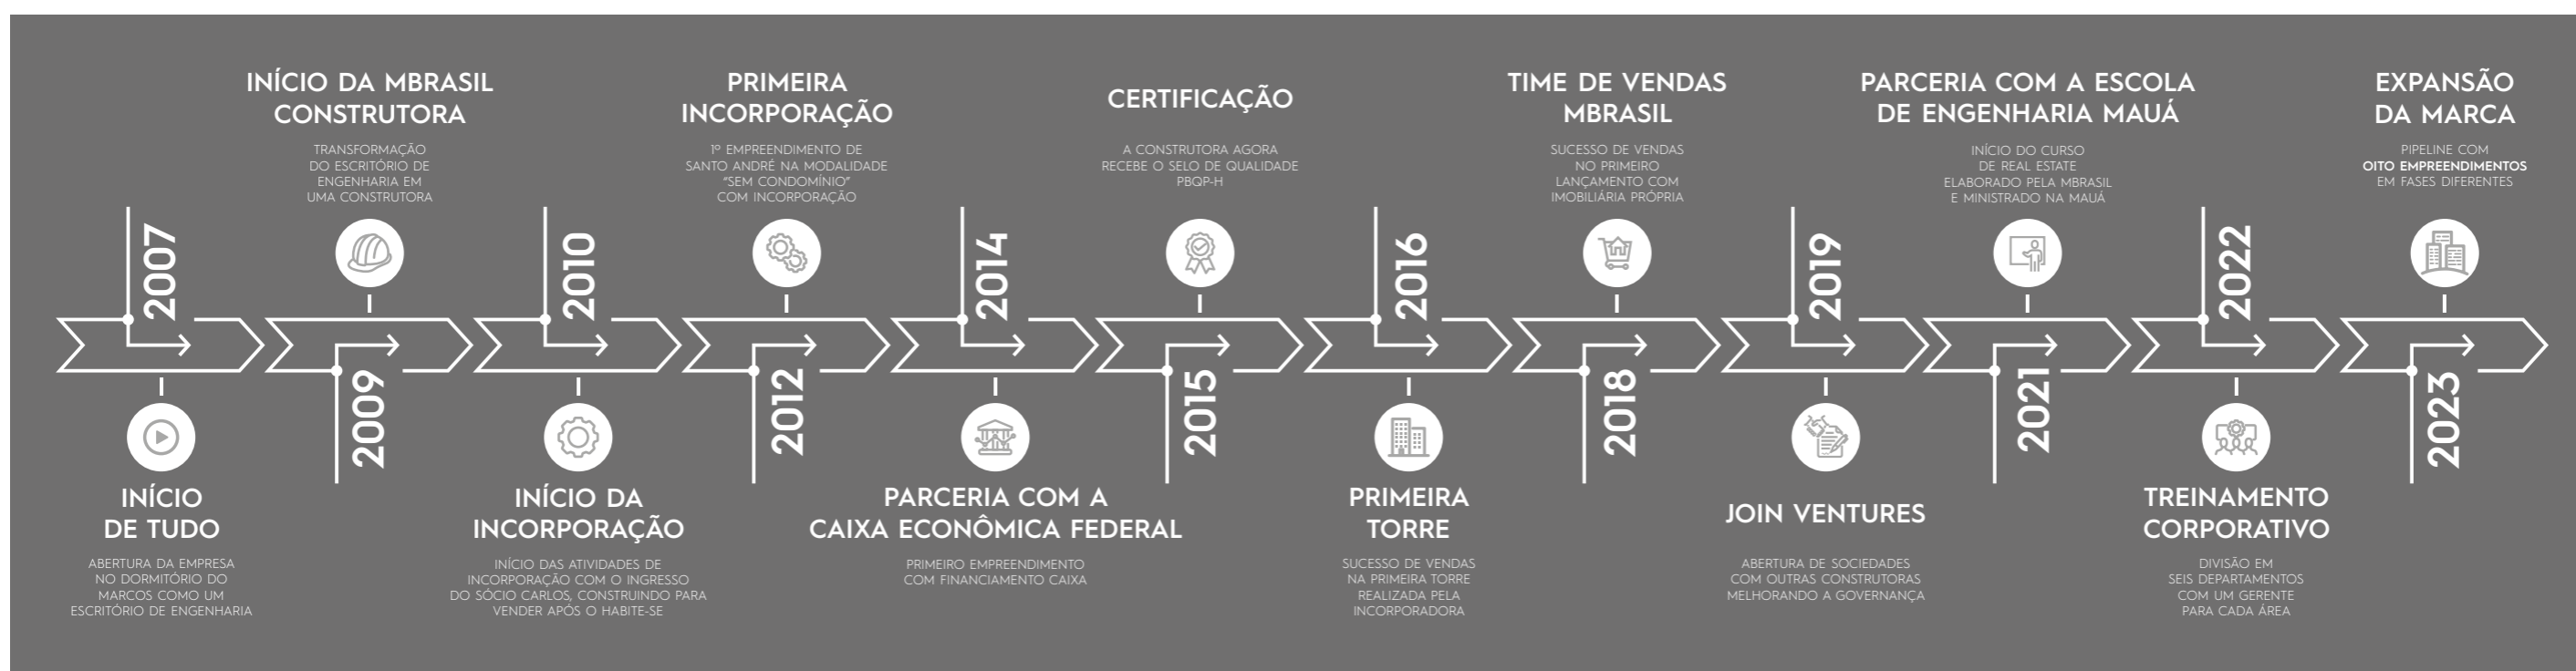 2007
INÍCIO
DE TUDO
ABERTURA DA EMPRESA
NO DORMITÓRIO DO
MARCOS COMO UM
ESCRITÓRIO DE ENGENHARIA
INÍCIO DA MBRASIL
CONSTRUTORA
TRANSFORMAÇÃO
DO ESCRITÓRIO DE
ENGENHARIA EM
UMA CONSTRUTORA
2009
2010
INÍCIO DA
INCORPORAÇÃO
INÍCIO DAS ATIVIDADES DE
INCORPORAÇÃO COM O INGRESSO
DO SÓCIO CARLOS, CONSTRUINDO PARA
VENDER APÓS O HABITE-SE
PRIMEIRA
INCORPORAÇÃO
1º EMPREENDIMENTO DE
SANTO ANDRÉ NA MODALIDADE
“SEM CONDOMÍNIO”
COM INCORPORAÇÃO
2012
2014
PARCERIA COM A
CAIXA ECONÔMICA FEDERAL
PRIMEIRO EMPREENDIMENTO
COM FINANCIAMENTO CAIXA
CERTIFICAÇÃO
A CONSTRUTORA AGORA
RECEBE O SELO DE QUALIDADE
PBQP-H
2015
2016
PRIMEIRA
TORRE
SUCESSO DE VENDAS
NA PRIMEIRA TORRE
REALIZADA PELA
INCORPORADORA
TIME DE VENDAS
MBRASIL
SUCESSO DE VENDAS
NO PRIMEIRO
LANÇAMENTO COM
IMOBILIÁRIA PRÓPRIA
2018
2019
JOIN VENTURES
ABERTURA DE SOCIEDADES
COM OUTRAS CONSTRUTORAS
MELHORANDO A GOVERNANÇA
PARCERIA COM A ESCOLA
DE ENGENHARIA MAUÁ
INÍCIO DO CURSO
DE REAL ESTATE
ELABORADO PELA MBRASIL
E MINISTRADO NA MAUÁ
2021
2022
TREINAMENTO
CORPORATIVO
DIVISÃO EM
SEIS DEPARTAMENTOS
COM UM GERENTE
PARA CADA ÁREA
EXPANSÃO
DA MARCA
PIPELINE COM
OITO EMPREENDIMENTOS
EM FASES DIFERENTES
2023